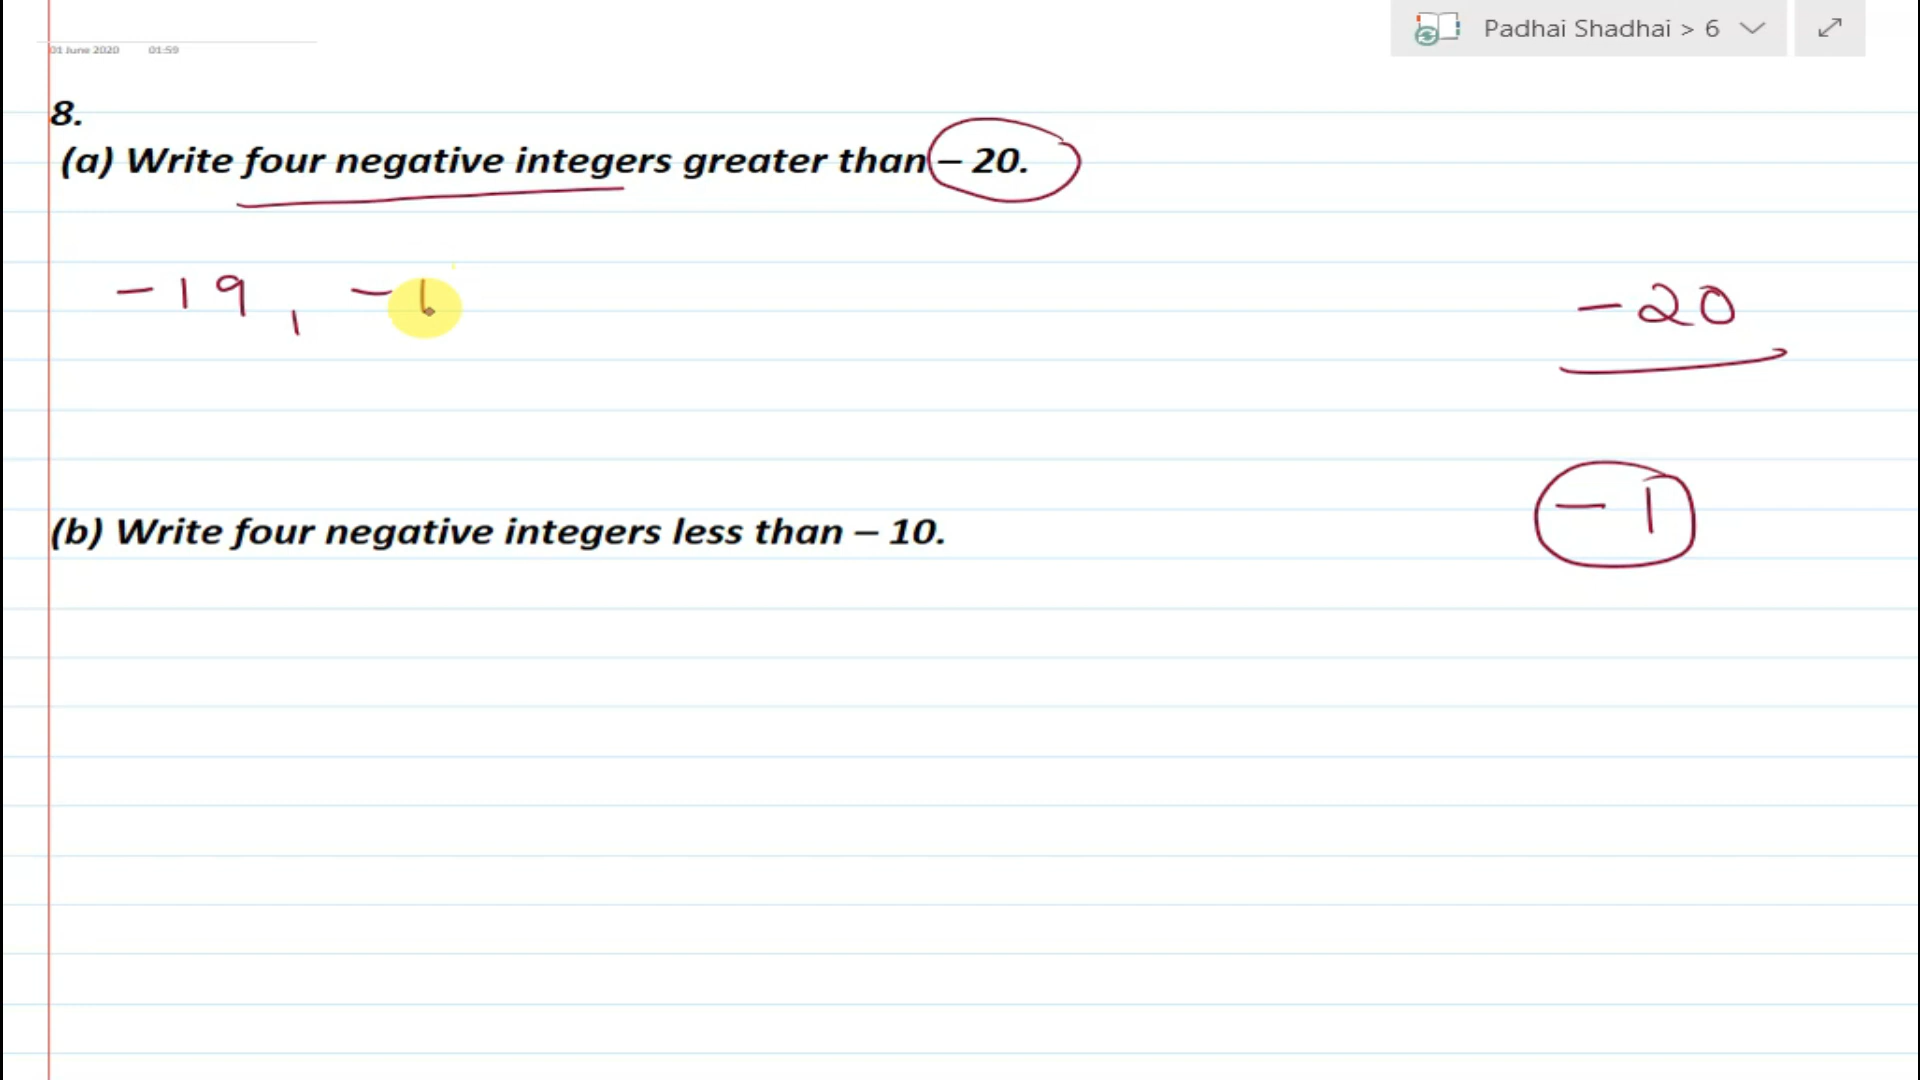 Padhai Shadhai > 6
01 June 2020 01:59
8.
(a) Write four negative integers greater than – 20.
-19, -1
-20
-1
(b) Write four negative integers less than – 10.